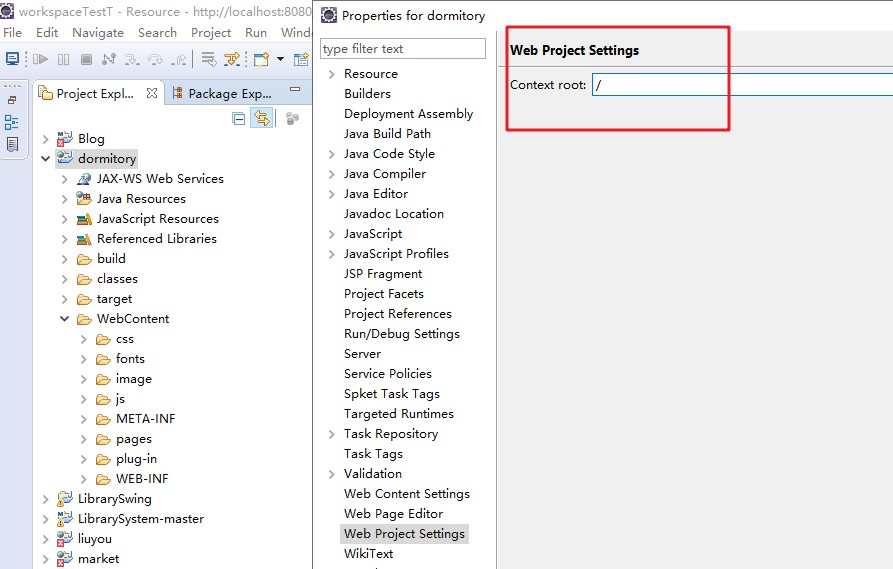 workspaceTestT - Resource - http://localhost:8080
File Edit Navigate Search Project Run Windo
Project Expl...
Package Exp...
Blog
dormitory
JAX-WS Web Services
Java Resources
JavaScript Resources
Referenced Libraries
build
classes
target
WebContent
css
fonts
image
js
META-INF
pages
plug-in
WEB-INF
LibrarySwing
LibrarySystem-master
liuyou
market
Properties for dormitory
type filter text
Resource
Builders
Deployment Assembly
Java Build Path
Java Code Style
Java Compiler
Java Editor
Javadoc Location
JavaScript
JavaScript Profiles
JSP Fragment
Project Facets
Project References
Run/Debug Settings
Server
Service Policies
Spket Task Tags
Targeted Runtimes
Task Repository
Task Tags
Validation
Web Content Settings
Web Page Editor
Web Project Settings
WikiText
Web Project Settings
Context root: /